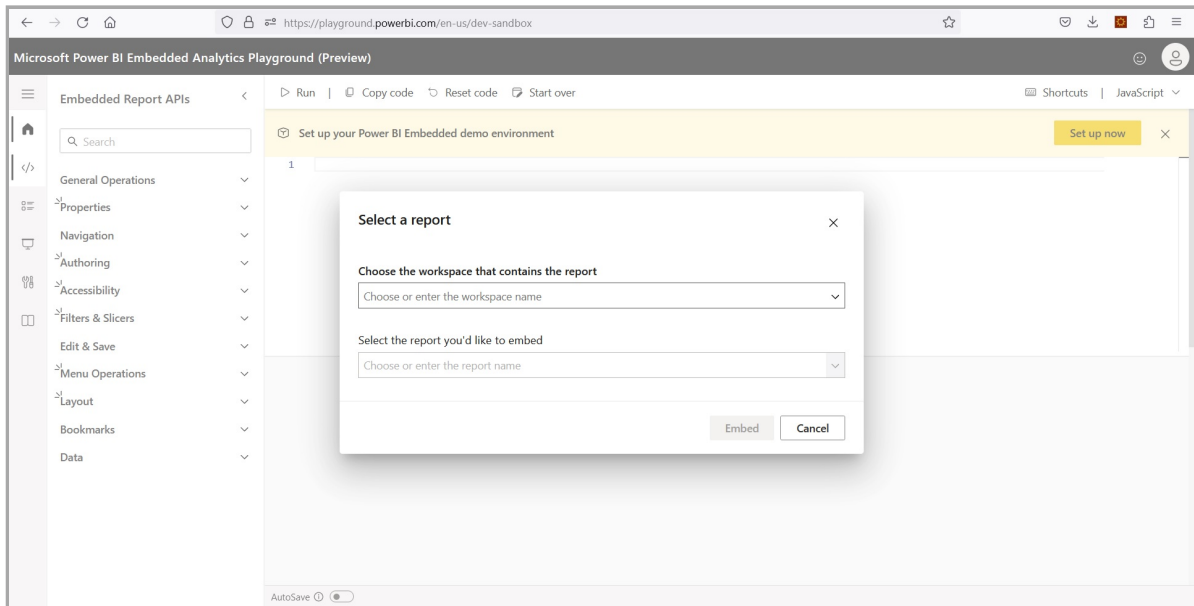 https://playground.powerbi.com/en-us/dev-sandbox
Microsoft Power BI Embedded Analytics Playground (Preview)
Embedded Report APIs
Run | Copy code Reset code Start over
Shortcuts | JavaScript
Search
Set up your Power BI Embedded demo environment
Set up now
1
General Operations
Properties
Navigation
Authoring
Accessibility
Filters & Slicers
Edit & Save
Menu Operations
Layout
Bookmarks
Data
Select a report
Choose the workspace that contains the report
Choose or enter the workspace name
Select the report you'd like to embed
Choose or enter the report name
Embed
Cancel
AutoSave